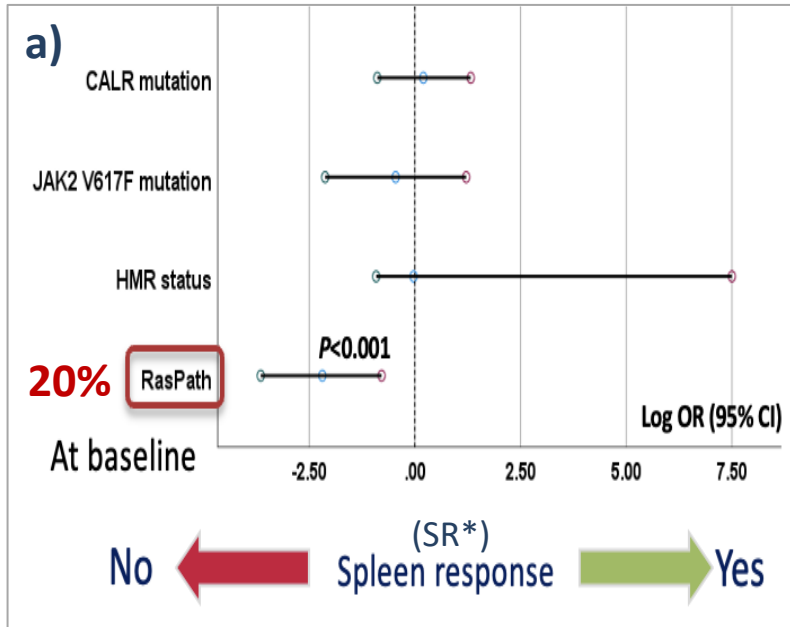 a)
CALR mutation
JAK2 V617F mutation
HMR status
P<0.001
20% RasPath
Log OR (95% CI)
At baseline
-2.50 .00 2.50 5.00 7.50
(SR*)
No Spleen response Yes